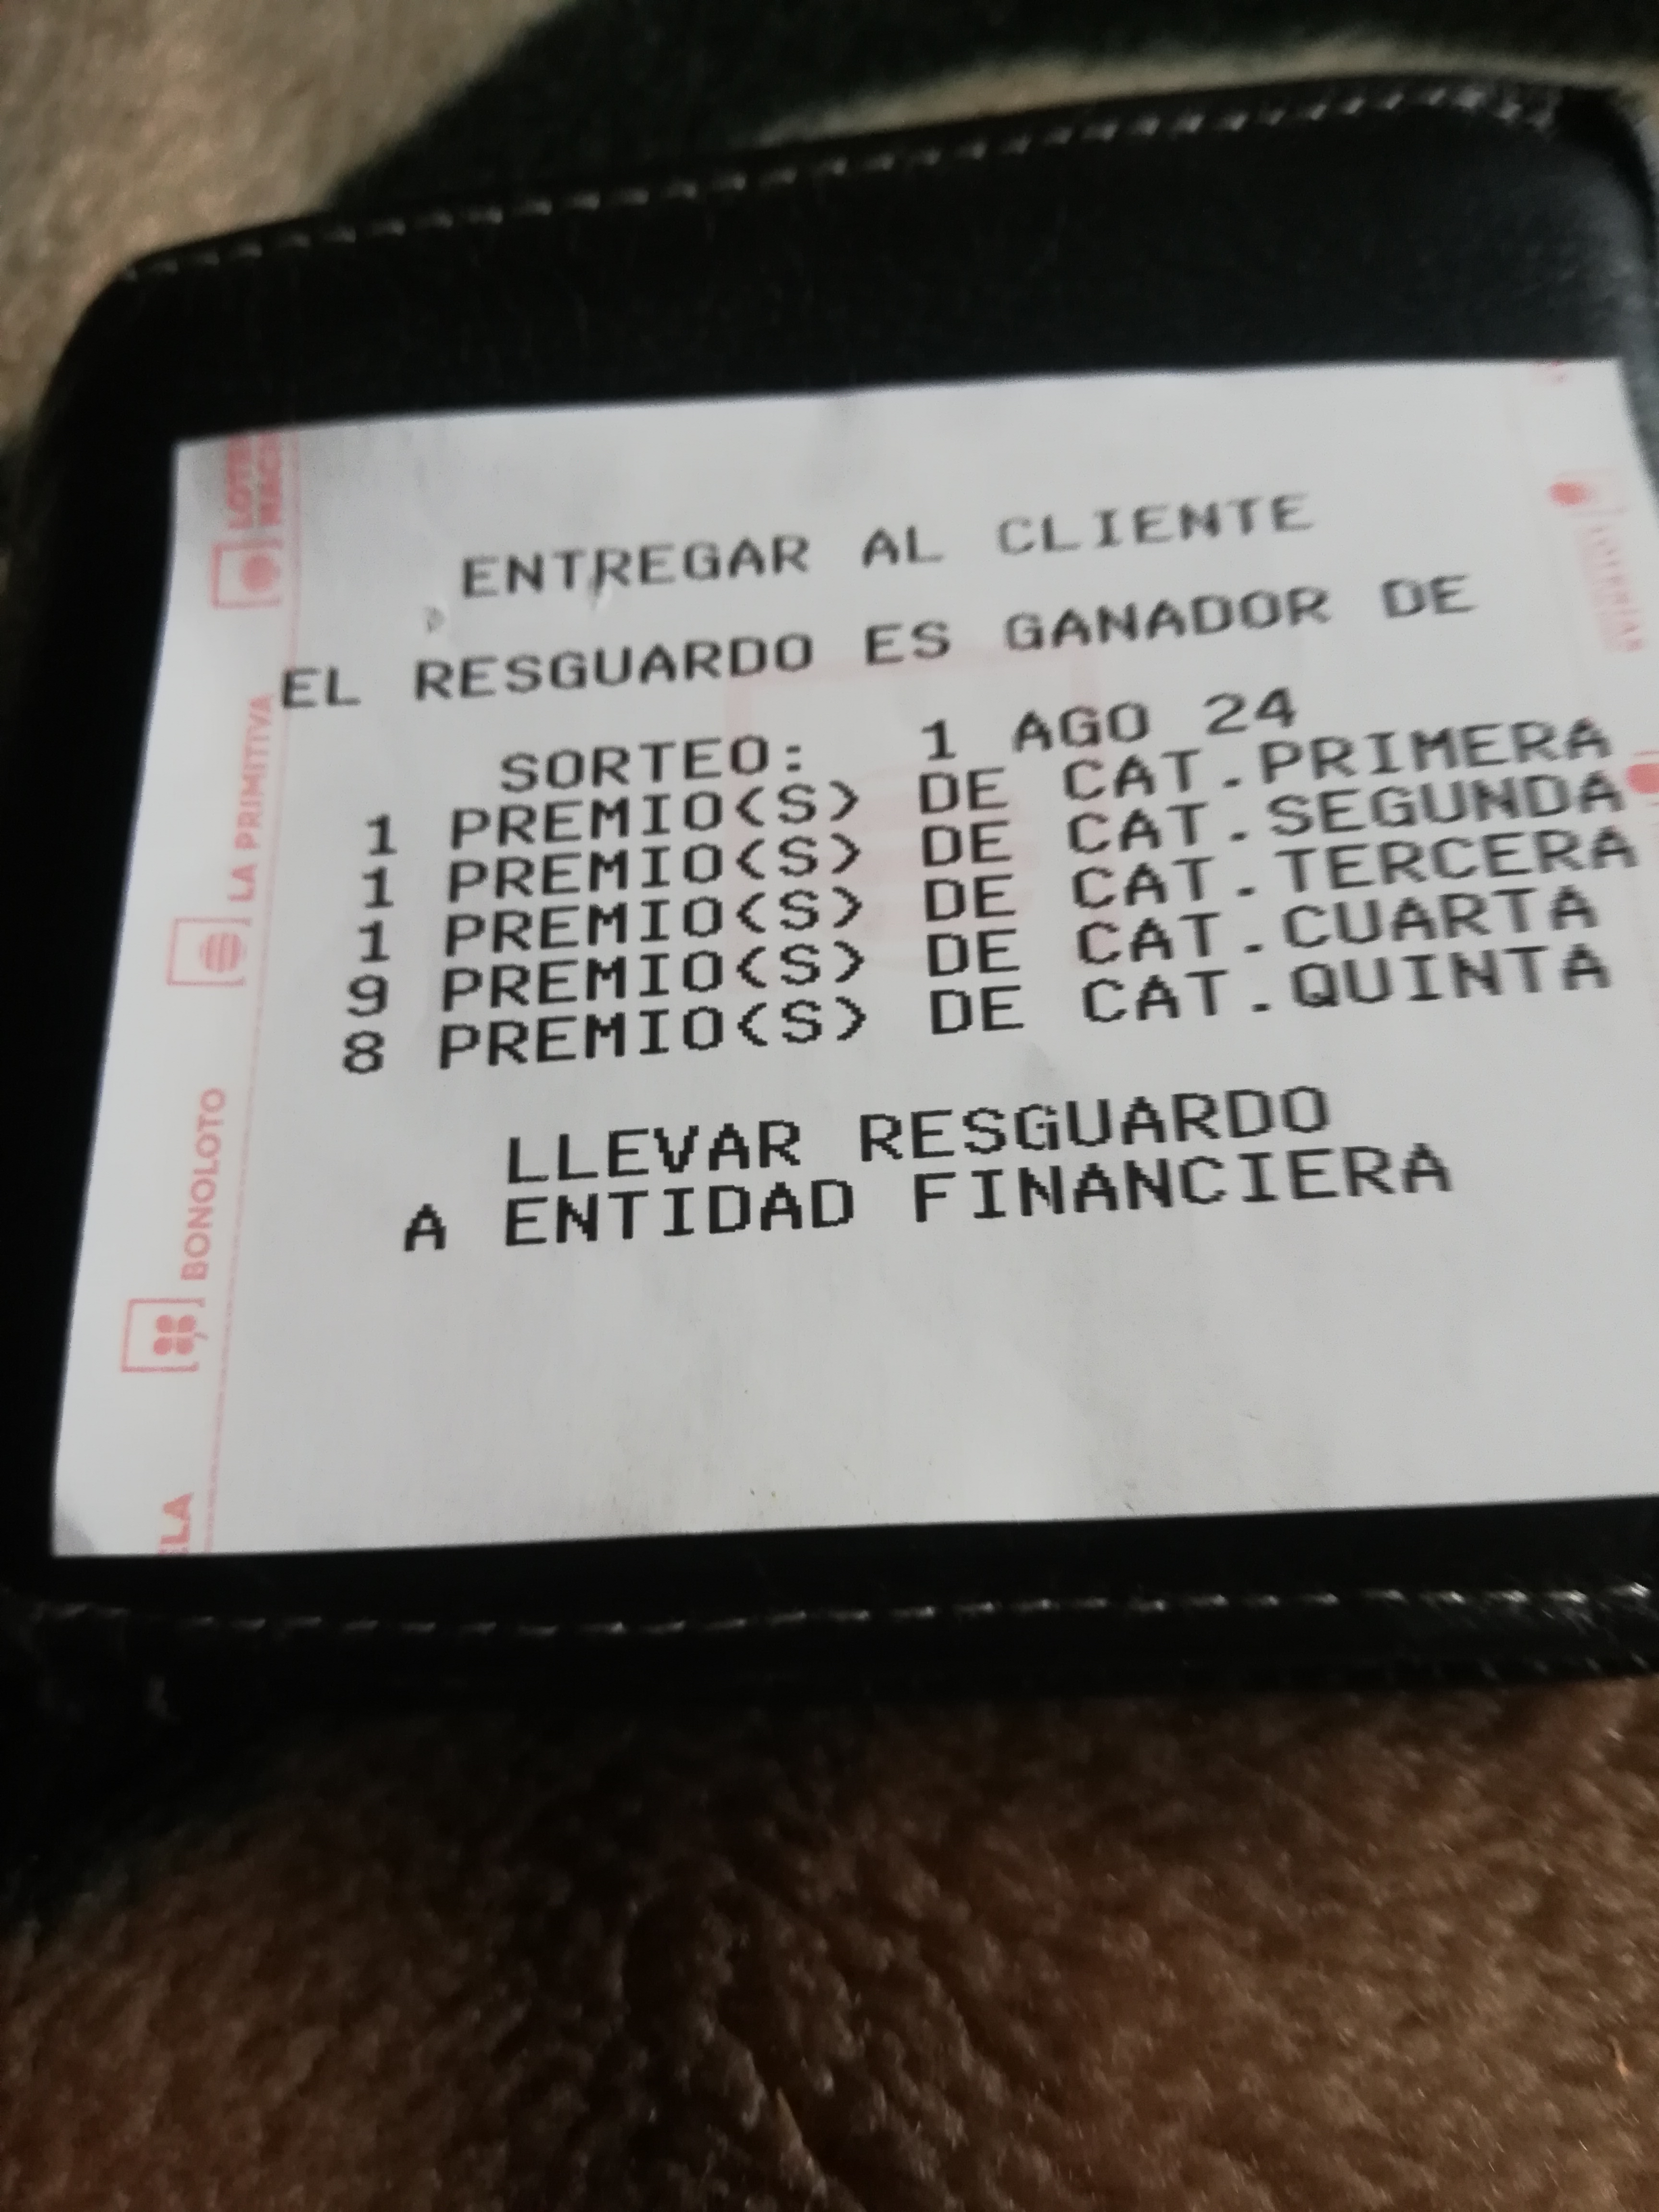 ENTREGAR AL CLIENTE
EL RESGUARDO ES GANADOR DE
SORTEO: 1 AGO 24
1 PREMIO(S) DE CAT.PRIMERA
1 PREMIO(S) DE CAT.SEGUNDA
1 PREMIO(S) DE CAT.TERCERA
9 PREMIO(S) DE CAT.CUARTA
8 PREMIO(S) DE CAT.QUINTA
LLEVAR RESGUARDO
A ENTIDAD FINANCIERA
LA PRIMITIVA
BONOLOTO
ELA